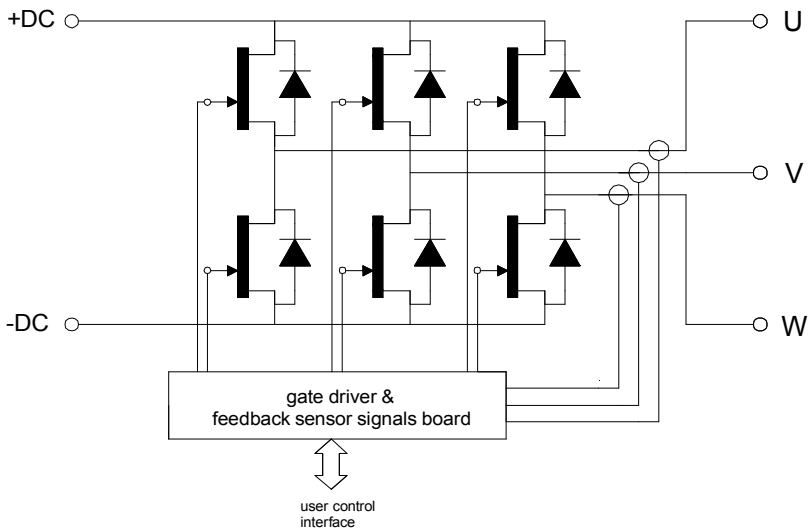 +DC
U
V
-DC
W
gate driver &
feedback sensor signals board
user control
interface